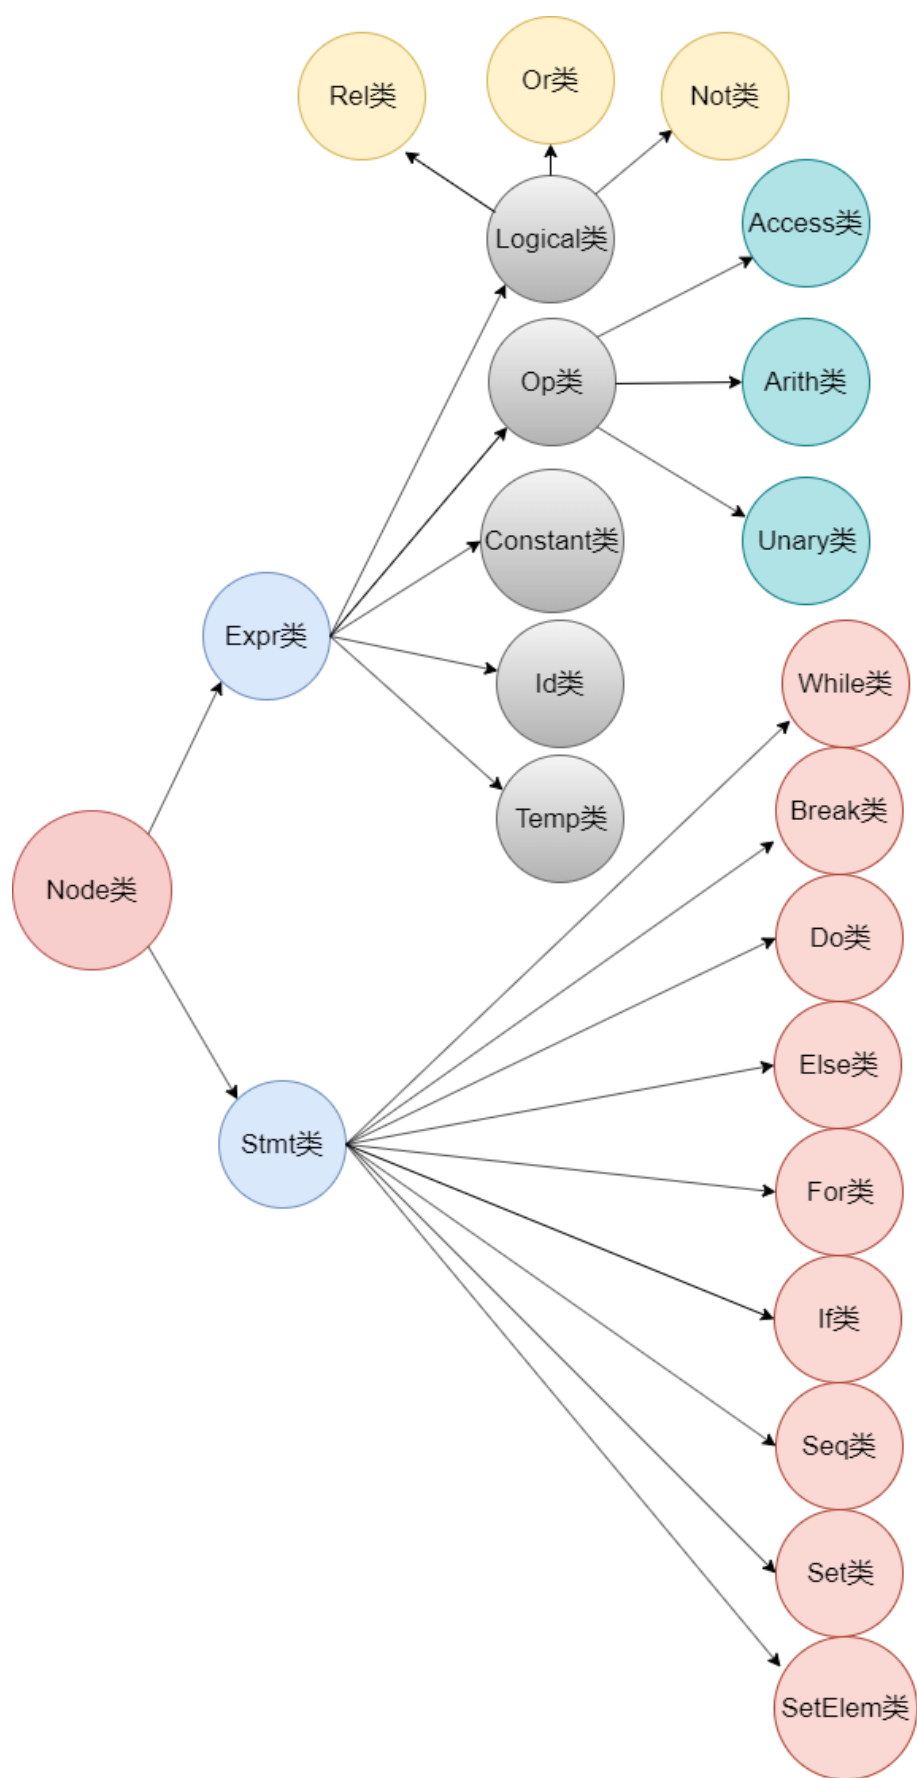 Rel类
Or类
Not类
Logical类
Access类
Op类
Arith类
Constant类
Unary类
Expr类
Id类
While类
Temp类
Break类
Node类
Do类
Else类
Stmt类
For类
If类
Seq类
Set类
SetElem类